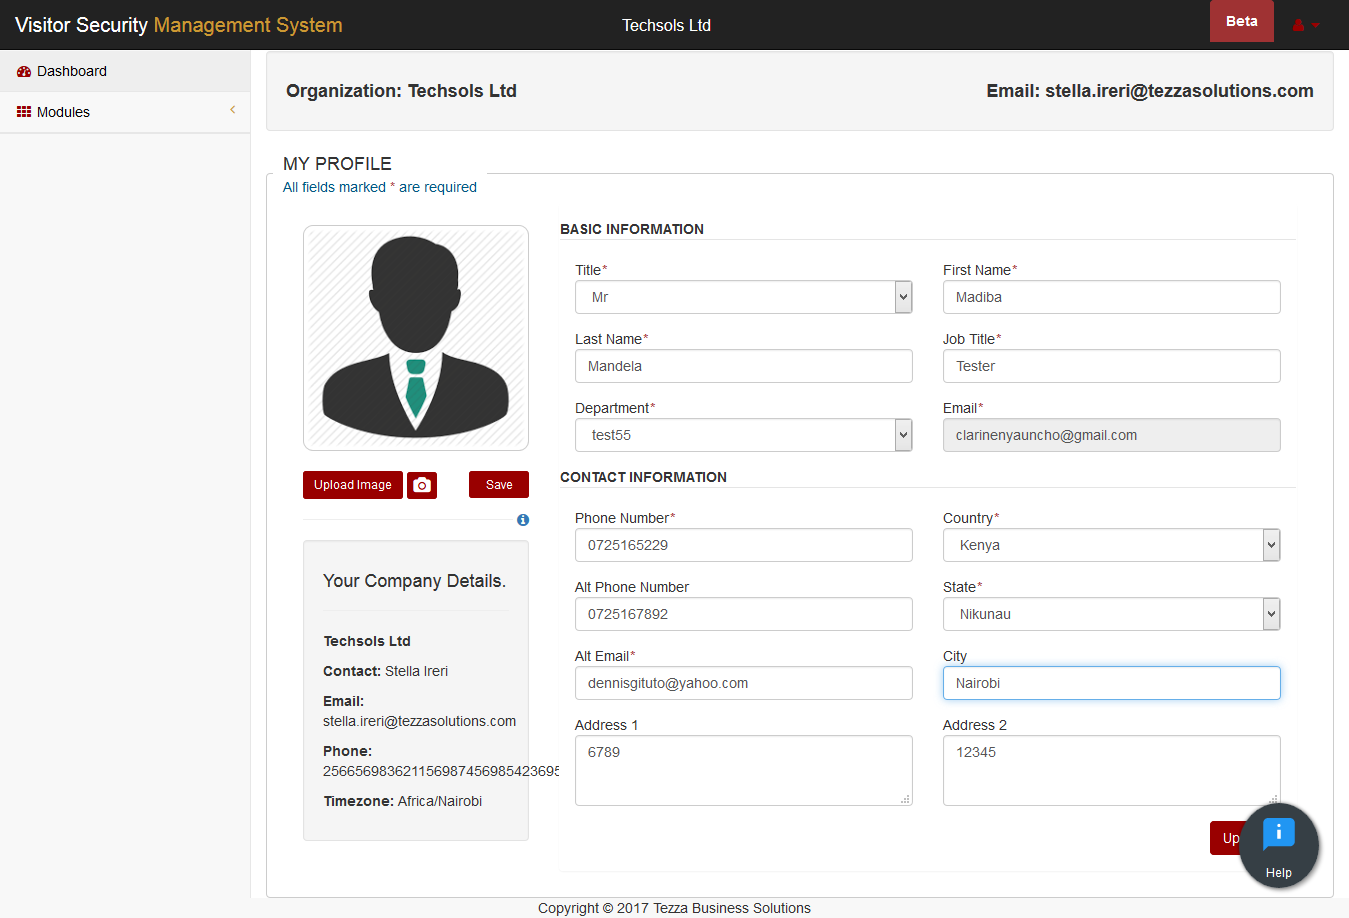 Visitor Security Management System
Techsols Ltd
Beta
Dashboard
Modules
Organization: Techsols Ltd
Email: stella.ireri@tezzasolutions.com
MY PROFILE
All fields marked * are required
Upload Image
Save
Your Company Details.
Techsols Ltd
Contact: Stella Ireri
Email:
stella.ireri@tezzasolutions.com
Phone:
256656983621156987456985423695
Timezone: Africa/Nairobi
BASIC INFORMATION
Title*
Mr
First Name*
Madiba
Last Name*
Mandela
Job Title*
Tester
Department*
test55
Email*
clarinenyauncho@gmail.com
CONTACT INFORMATION
Phone Number*
0725165229
Country*
Kenya
Alt Phone Number
0725167892
State*
Nikunau
Alt Email*
dennisgituto@yahoo.com
City
Nairobi
Address 1
6789
Address 2
12345
Up
Help
Copyright © 2017 Tezza Business Solutions